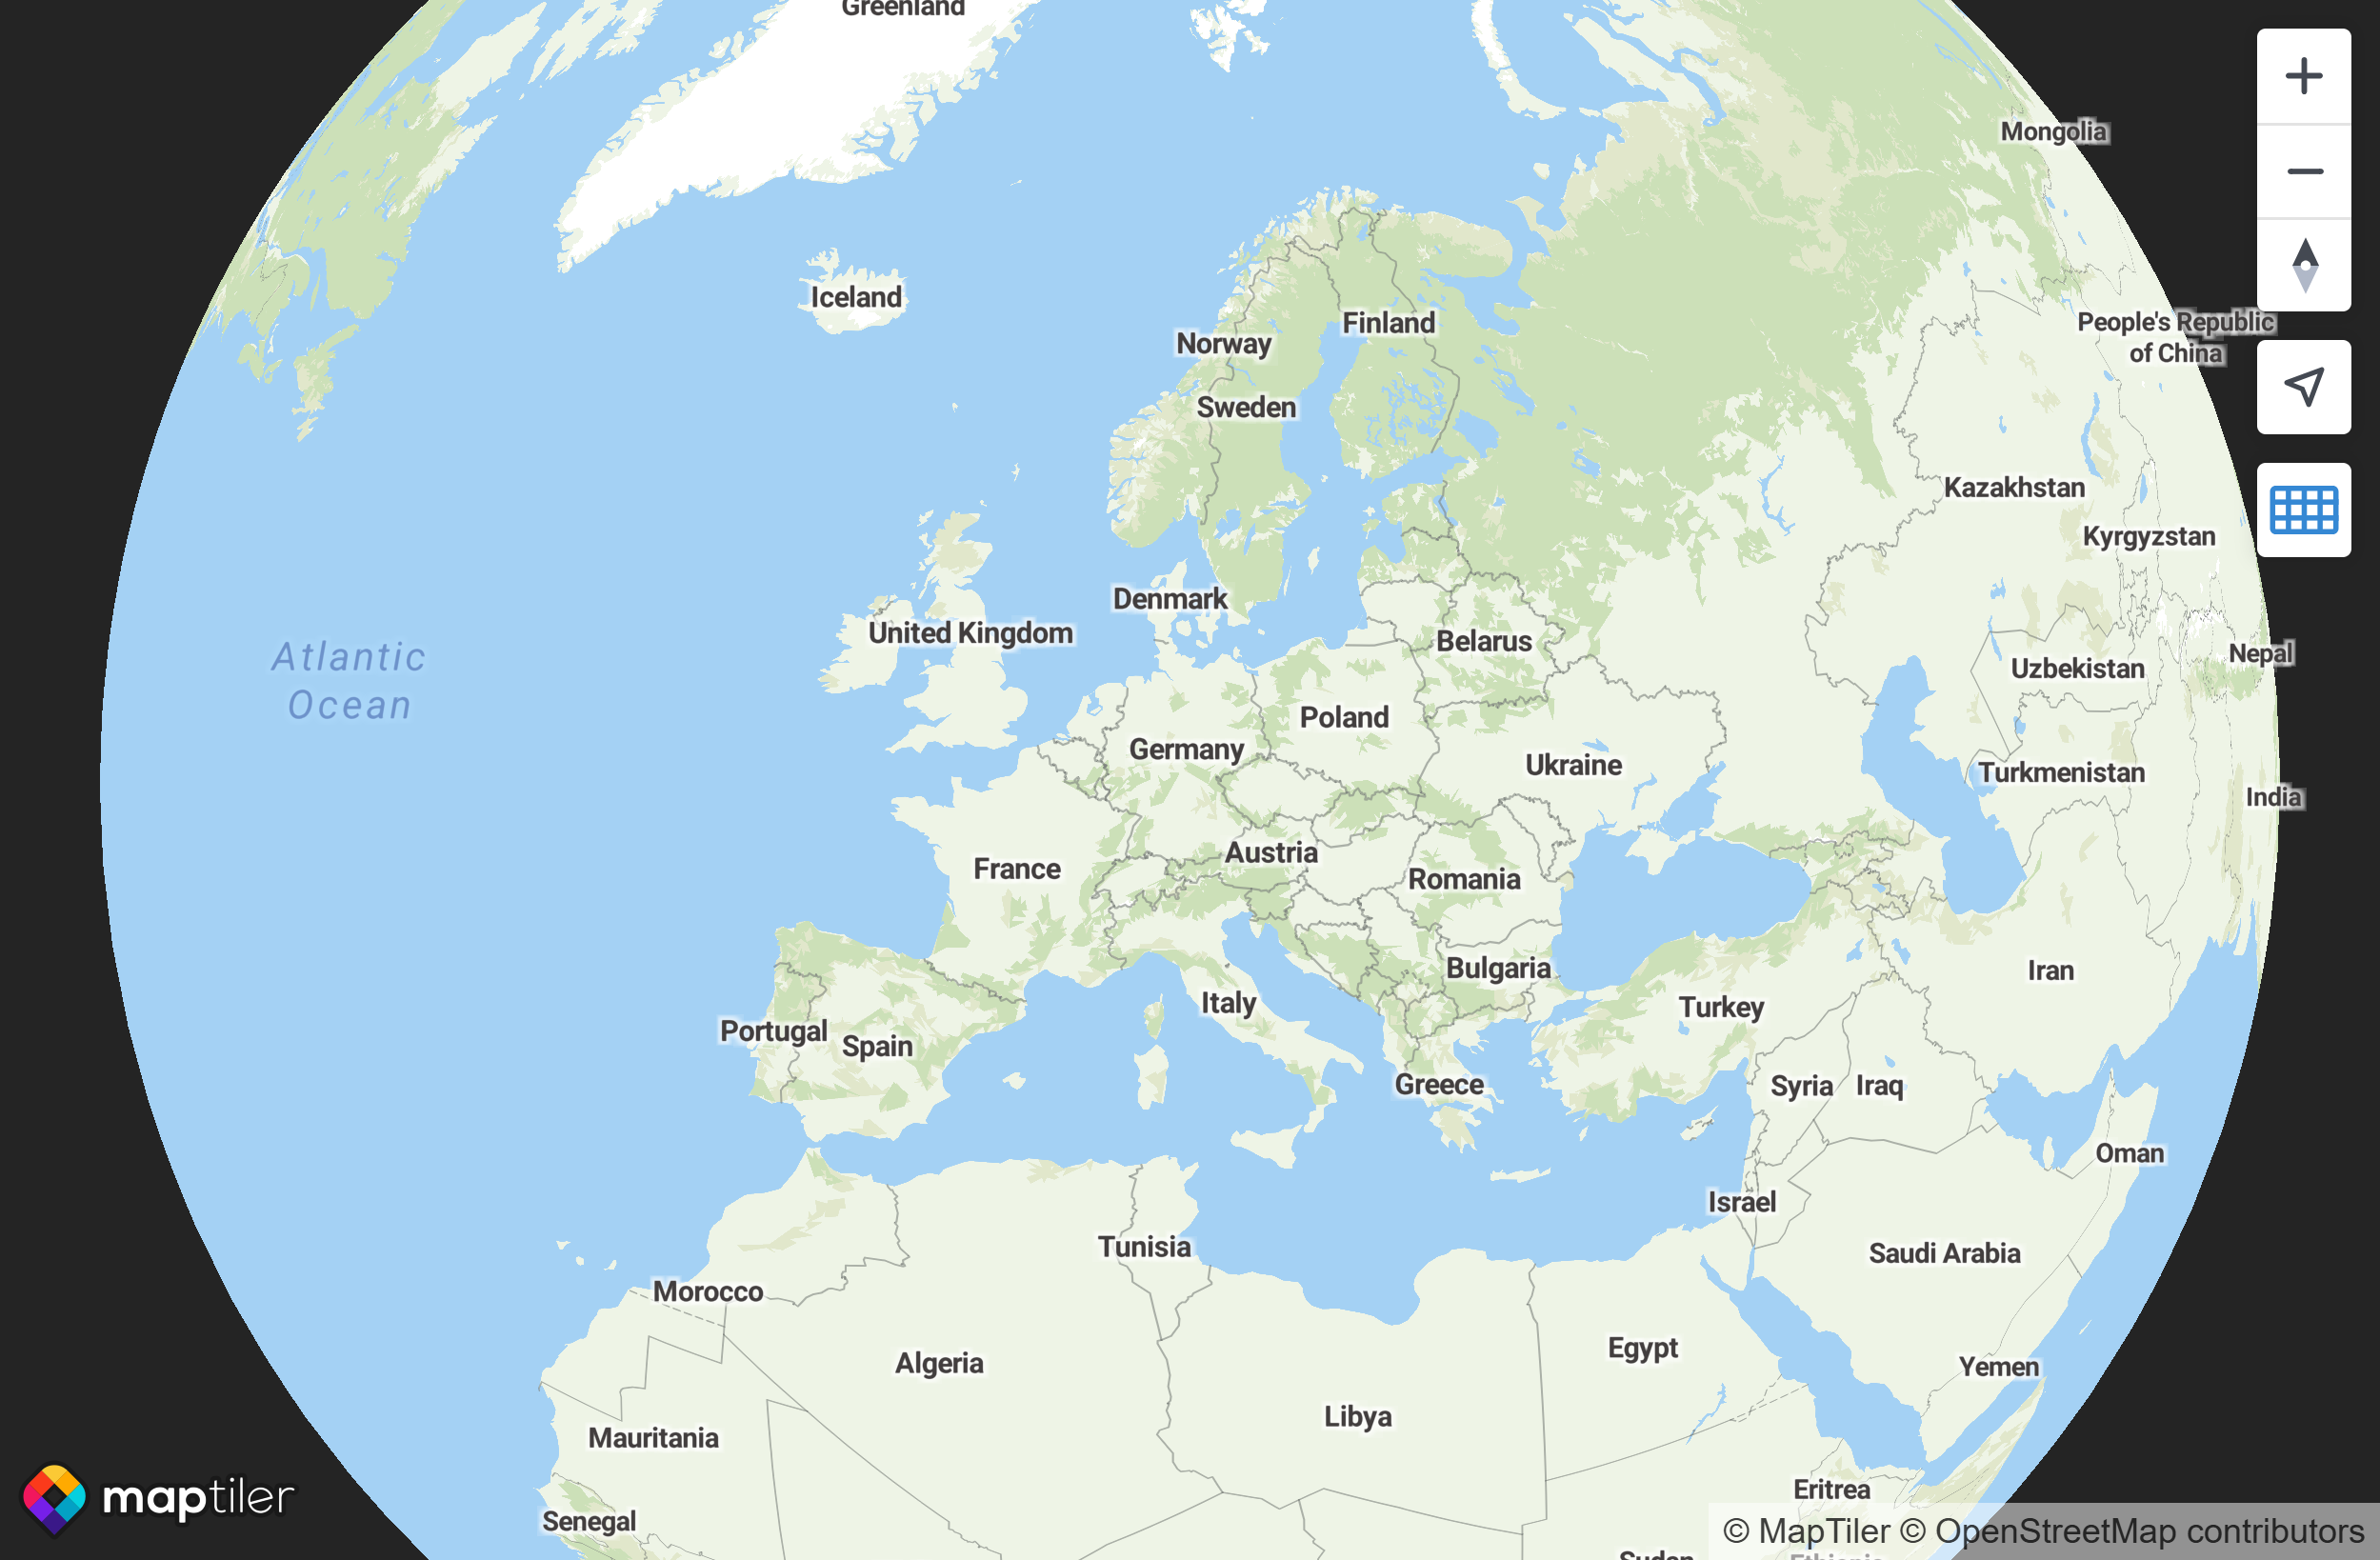 Greenland
Mongolia
Iceland
Finland
Norway
People's Republic
of China
Sweden
Kazakhstan
Kyrgyzstan
Denmark
United Kingdom
Belarus
Atlantic
Ocean
Nepal
Uzbekistan
Poland
Germany
Ukraine
Turkmenistan
India
Austria
France
Romania
Bulgaria
Iran
Italy
Turkey
Portugal
Spain
Greece
Syria
Iraq
Oman
Israel
Tunisia
Saudi Arabia
Morocco
Egypt
Algeria
Yemen
Libya
Mauritania
Eritrea
maptiler
Senegal
© MapTiler © OpenStreetMap contributors
Sudan
Ethiopia